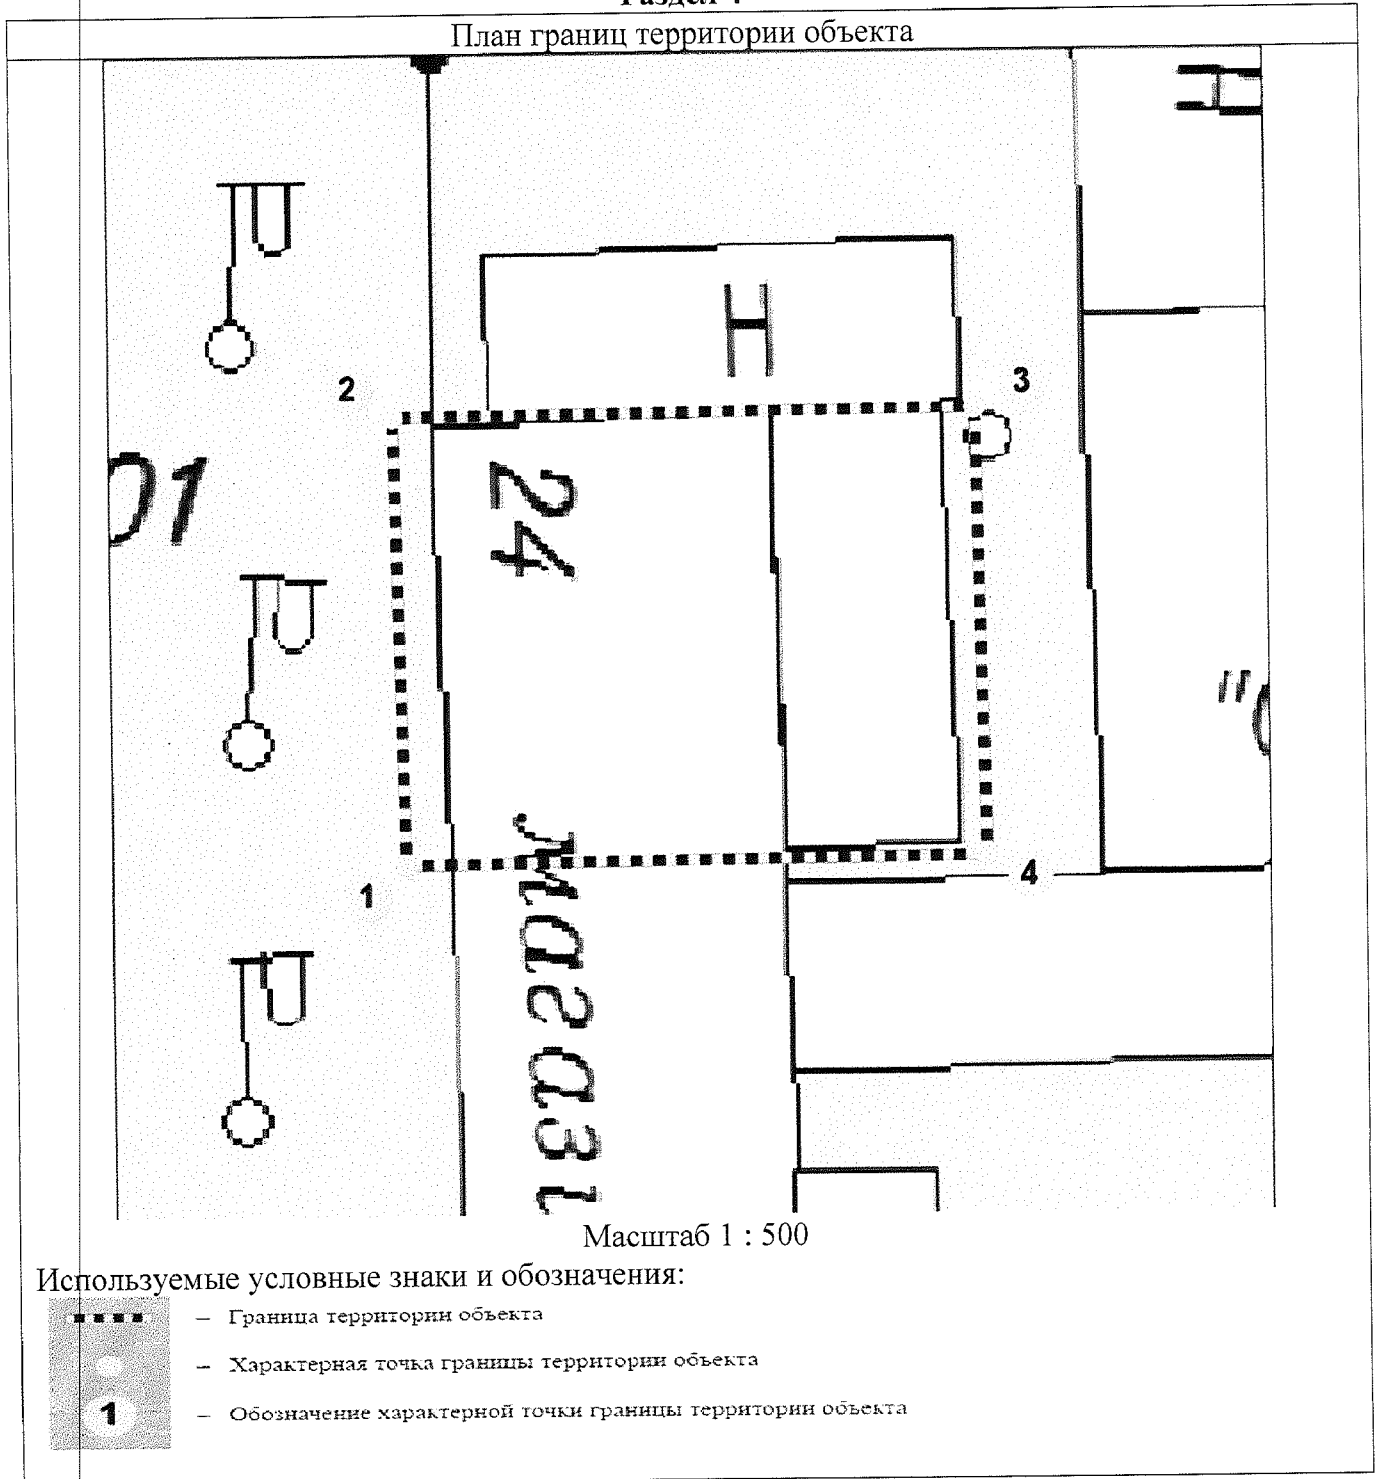 План границ территории объекта
Н
2
3
01
24
1
4
Масштаб 1 : 500
Используемые условные знаки и обозначения:
– Граница территории объекта
– Характерная точка границы территории объекта
1 – Обозначение характерной точки границы территории объекта